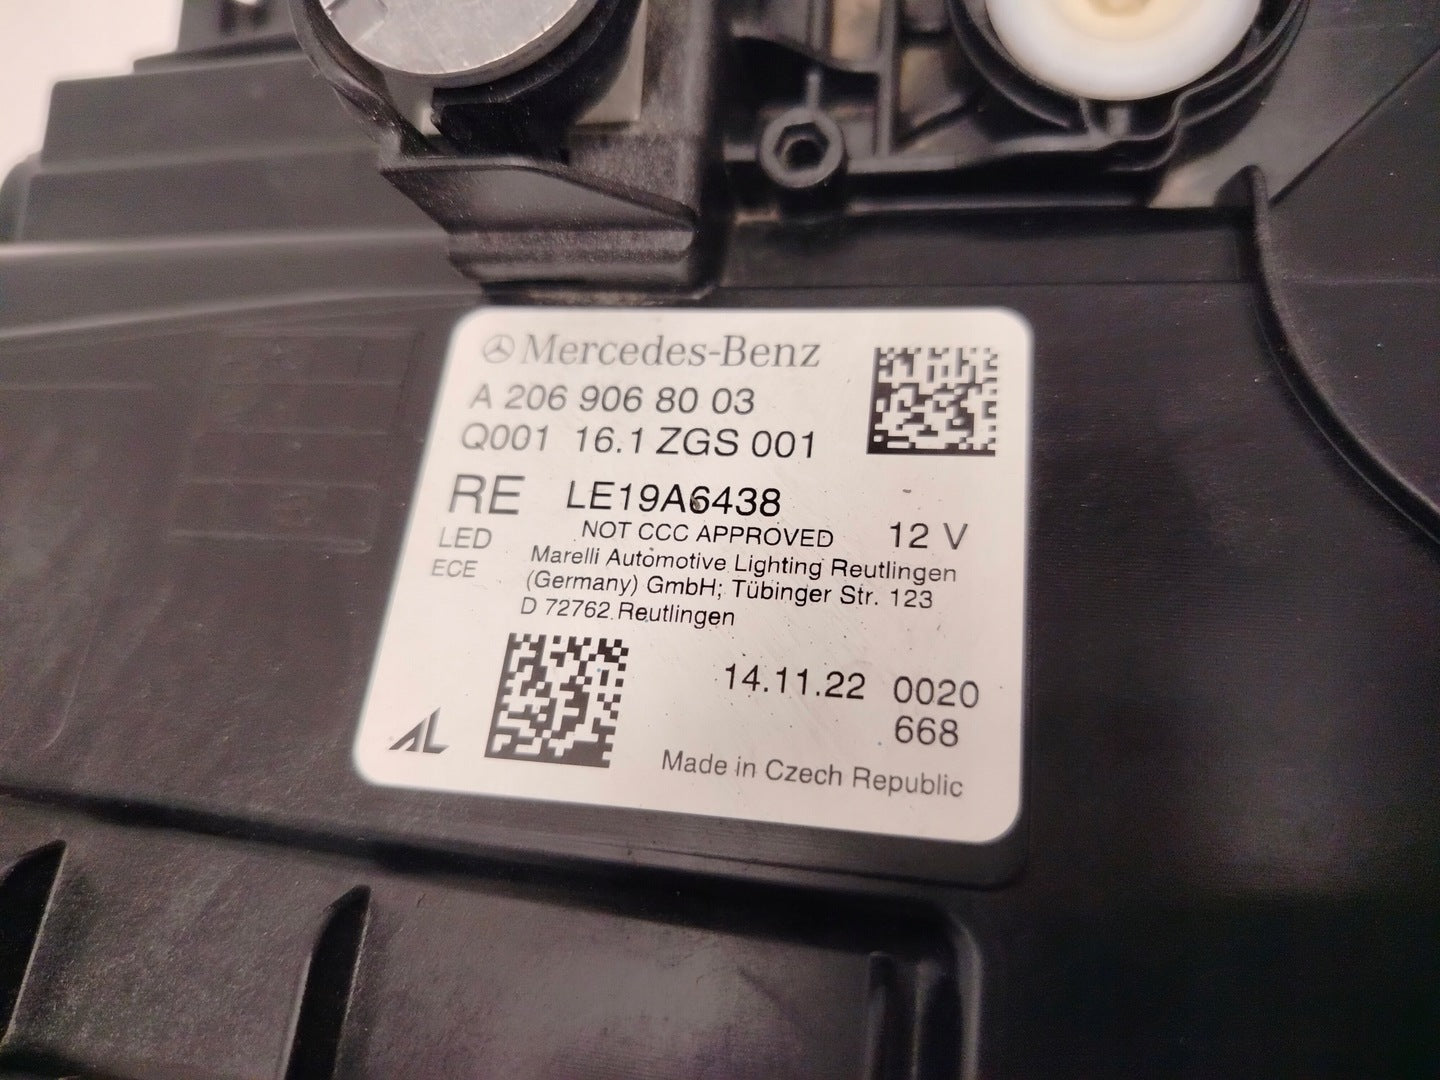 Mercedes-Benz
A 206 906 80 03
Q001 16.1 ZGS 001
RE LE19A6438
NOT CCC APPROVED 12 V
LED
ECE
Marelli Automotive Lighting Reutlingen
(Germany) GmbH; Tübinger Str. 123
D 72762 Reutlingen
14.11.22 0020
668
AL
Made in Czech Republic